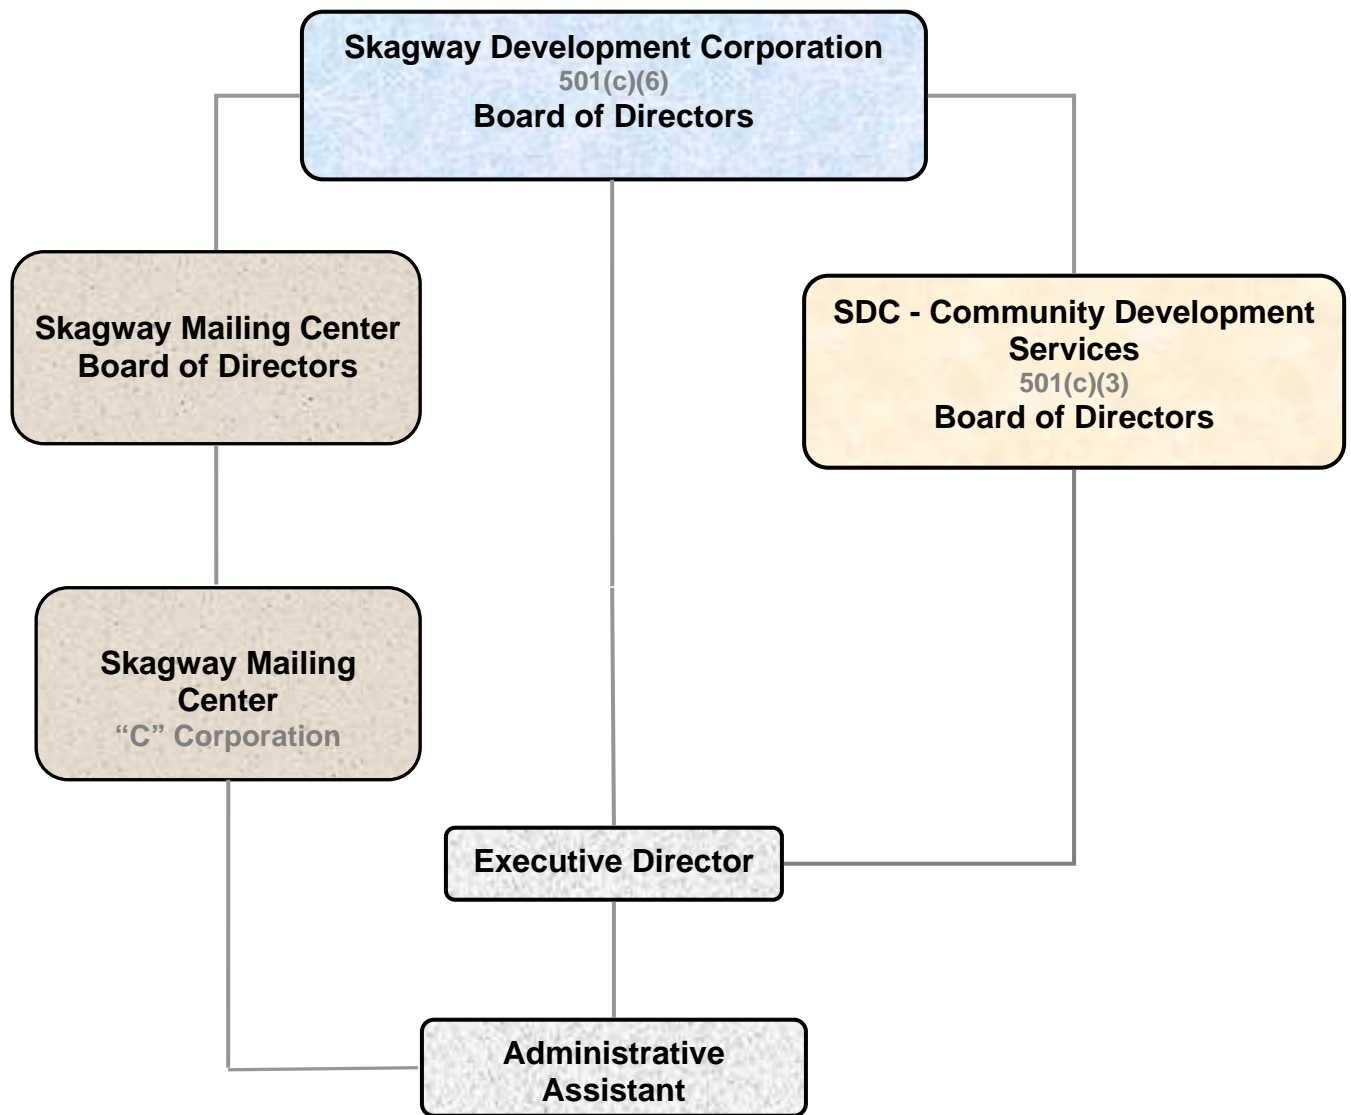 Skagway Development Corporation
501(c)(6)
Board of Directors
Skagway Mailing Center
Board of Directors
SDC - Community Development
Services
501(c)(3)
Board of Directors
Skagway Mailing
Center
“C” Corporation
Executive Director
Administrative
Assistant